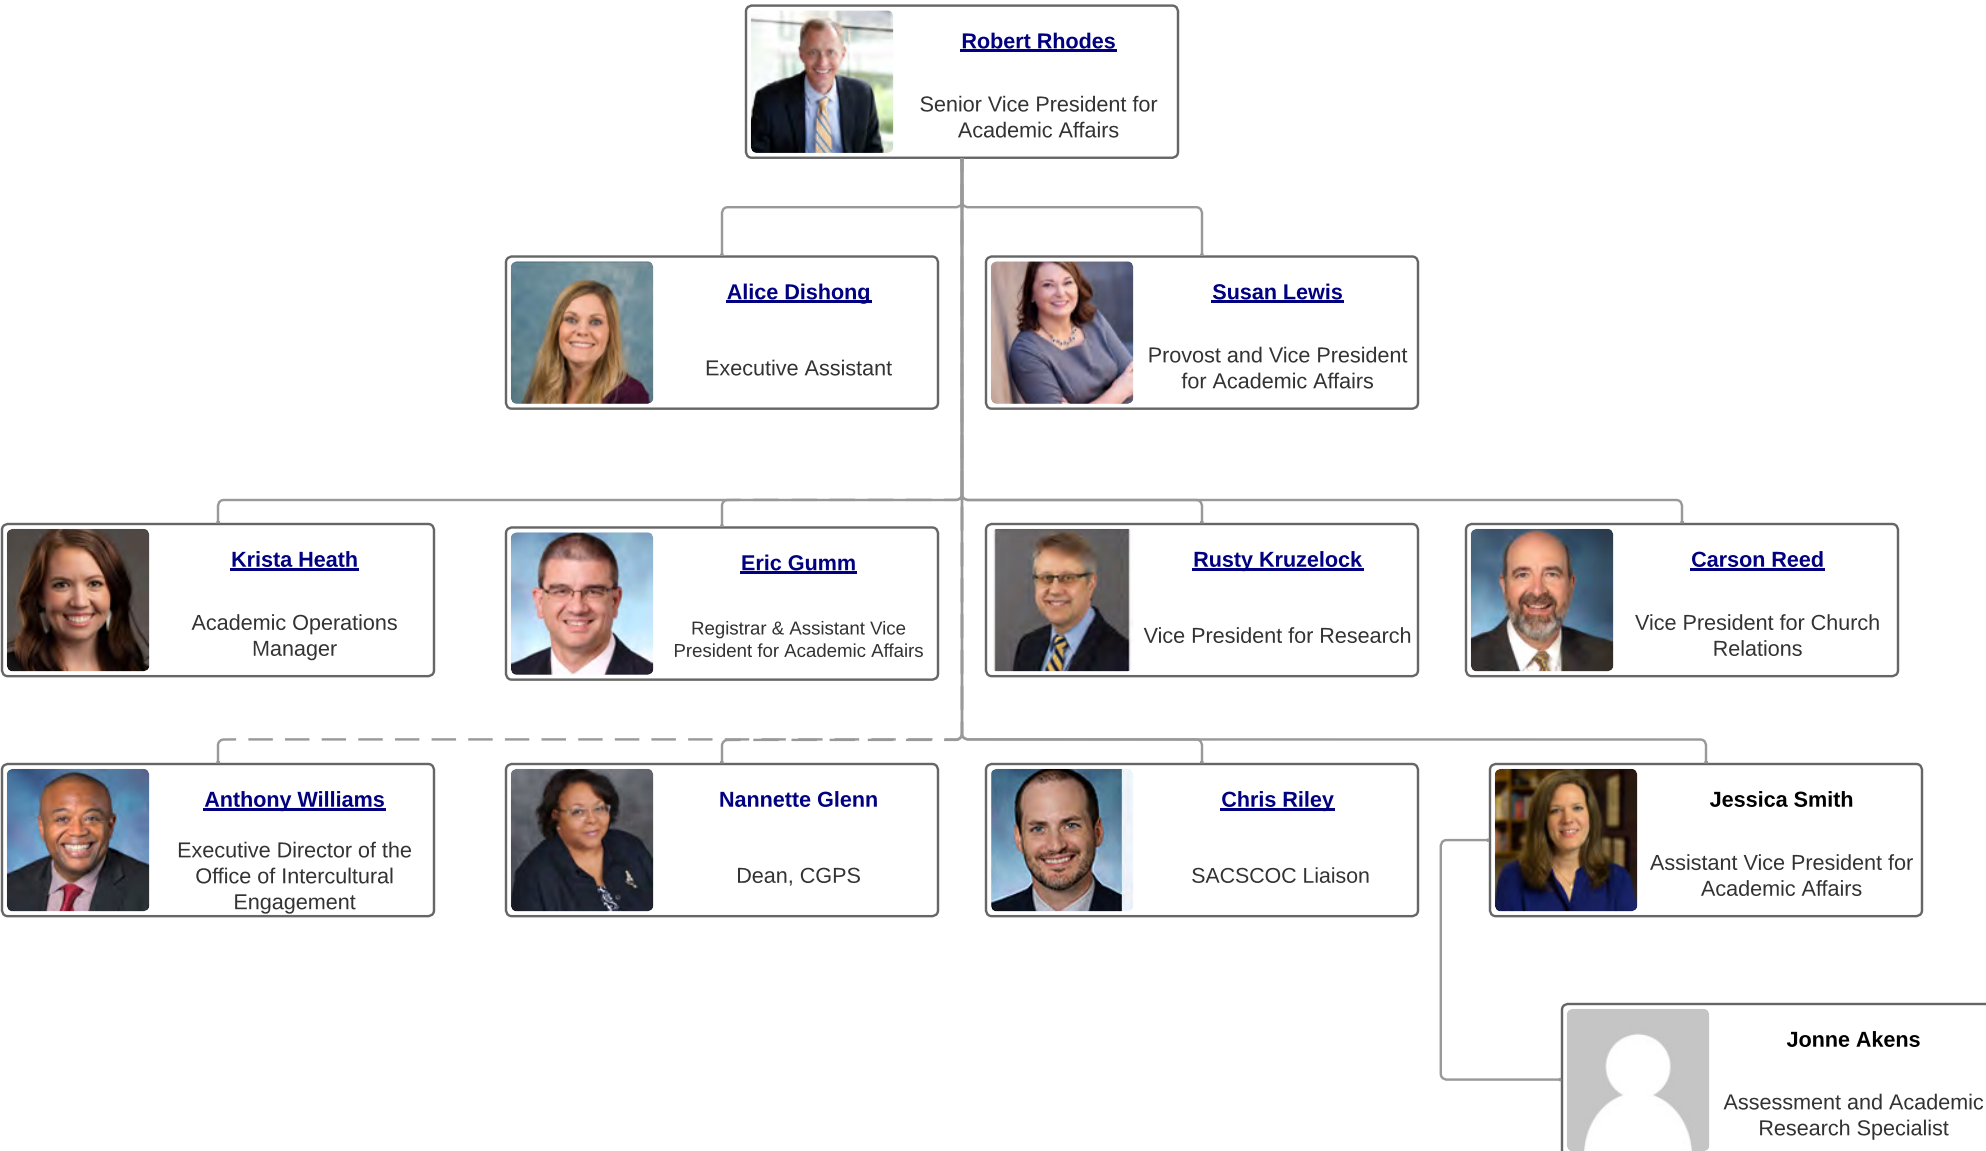 Robert Rhodes
Senior Vice President for
Academic Affairs
Alice Dishong
Executive Assistant
Susan Lewis
Provost and Vice President
for Academic Affairs
Krista Heath
Academic Operations
Manager
Eric Gumm
Registrar & Assistant Vice
President for Academic Affairs
Rusty Kruzelock
Vice President for Research
Carson Reed
Vice President for Church
Relations
Anthony Williams
Executive Director of the
Office of Intercultural
Engagement
Nannette Glenn
Dean, CGPS
Chris Riley
SACSCOC Liaison
Jessica Smith
Assistant Vice President for
Academic Affairs
Jonne Akens
Assessment and Academic
Research Specialist